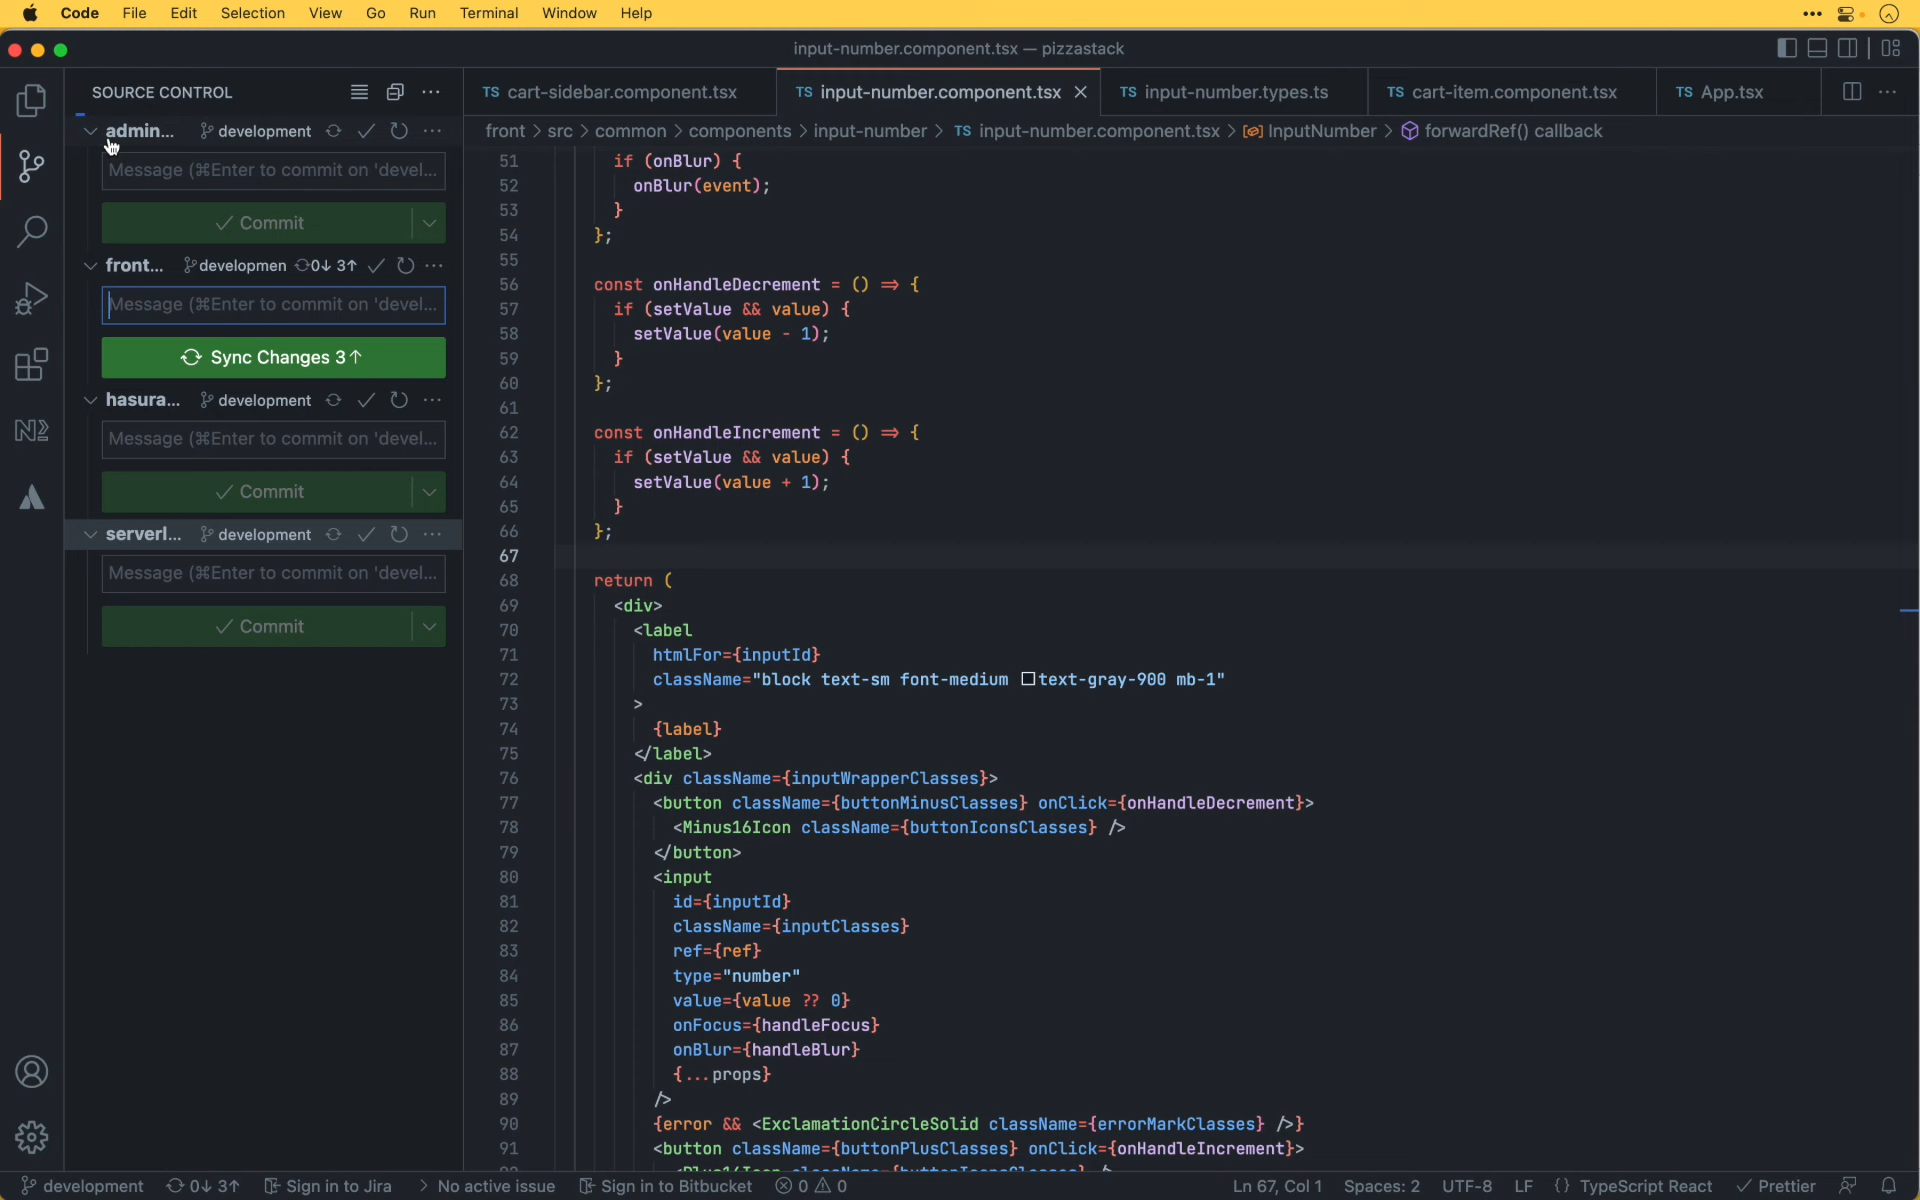 Code File Edit Selection View Go Run Terminal Window Help
input-number.component.tsx — pizzastack
SOURCE CONTROL
TS cart-sidebar.component.tsx TS input-number.component.tsx TS input-number.types.ts TS cart-item.component.tsx TS App.tsx
admin... development
front > src > common > components > input-number > TS input-number.component.tsx > InputNumber > forwardRef() callback
Message (⌘Enter to commit on 'devel...
Commit
front... developmen 0↓ 3↑
Message (⌘Enter to commit on 'devel...
Sync Changes 3↑
hasura... development
Message (⌘Enter to commit on 'devel...
Commit
serverl... development
Message (⌘Enter to commit on 'devel...
Commit
51 if (onBlur) {
52 onBlur(event);
53 }
54 };
55
56 const onHandleDecrement = () => {
57 if (setValue && value) {
58 setValue(value - 1);
59 }
60 };
61
62 const onHandleIncrement = () => {
63 if (setValue && value) {
64 setValue(value + 1);
65 }
66 };
67
68 return (
69 <div>
70 <label
71 htmlFor={inputId}
72 className="block text-sm font-medium text-gray-900 mb-1"
73 >
74 {label}
75 </label>
76 <div className={inputWrapperClasses}>
77 <button className={buttonMinusClasses} onClick={onHandleDecrement}>
78 <Minus16Icon className={buttonIconsClasses} />
79 </button>
80 <input
81 id={inputId}
82 className={inputClasses}
83 ref={ref}
84 type="number"
85 value={value ?? 0}
86 onFocus={handleFocus}
87 onBlur={handleBlur}
88 {...props}
89 />
90 {error && <ExclamationCircleSolid className={errorMarkClasses} />}
91 <button className={buttonPlusClasses} onClick={onHandleIncrement}>
92 <Plus16Icon className={buttonIconsClasses} />
development 0↓ 3↑ Sign in to Jira > No active issue Sign in to Bitbucket 0 0 Ln 67, Col 1 Spaces: 2 UTF-8 LF {} TypeScript React Prettier